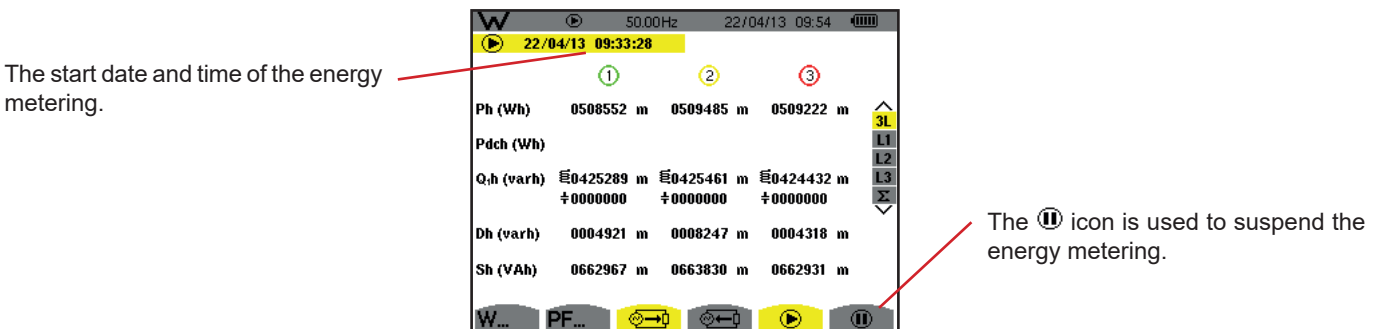 W 50.00Hz 22/04/13 09:54
22/04/13 09:33:28
The start date and time of the energy
metering.
1 2 3
Ph (Wh) 0508552 m 0509485 m 0509222 m
3L
Pdch (Wh)
L1
L2
Q₁h (varh) 0425289 m 0425461 m 0424432 m
L3
÷0000000 ÷0000000 ÷0000000
Σ
The icon is used to suspend the
energy metering.
Dh (varh) 0004921 m 0008247 m 0004318 m
Sh (VAh) 0662967 m 0663830 m 0662931 m
W... PF...